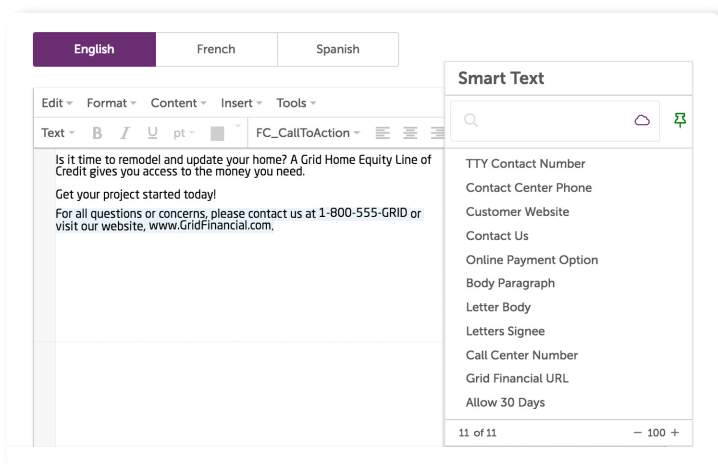 English French Spanish
Smart Text
Edit Format Content Insert Tools
Text B I U pt FC_CallToAction
Is it time to remodel and update your home? A Grid Home Equity Line of
Credit gives you access to the money you need.
Get your project started today!
For all questions or concerns, please contact us at 1-800-555-GRID or
visit our website, www.GridFinancial.com.
TTY Contact Number
Contact Center Phone
Customer Website
Contact Us
Online Payment Option
Body Paragraph
Letter Body
Letters Signee
Call Center Number
Grid Financial URL
Allow 30 Days
11 of 11 − 100 +